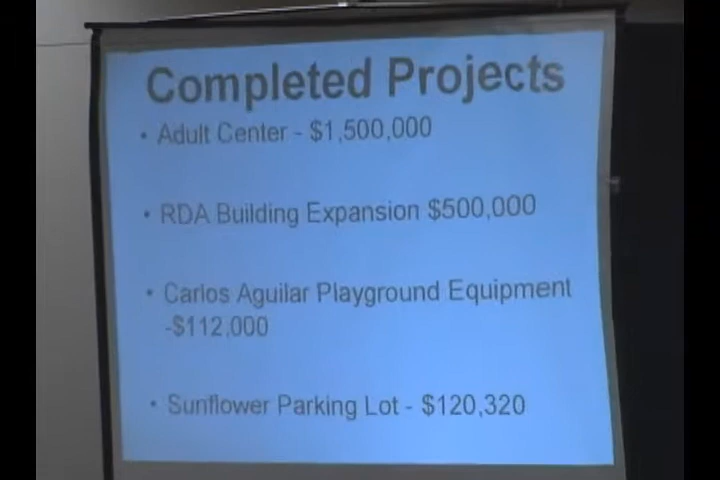 Completed Projects
• Adult Center - $1,500,000
• RDA Building Expansion $500,000
• Carlos Aguilar Playground Equipment
-$112,000
• Sunflower Parking Lot - $120,320